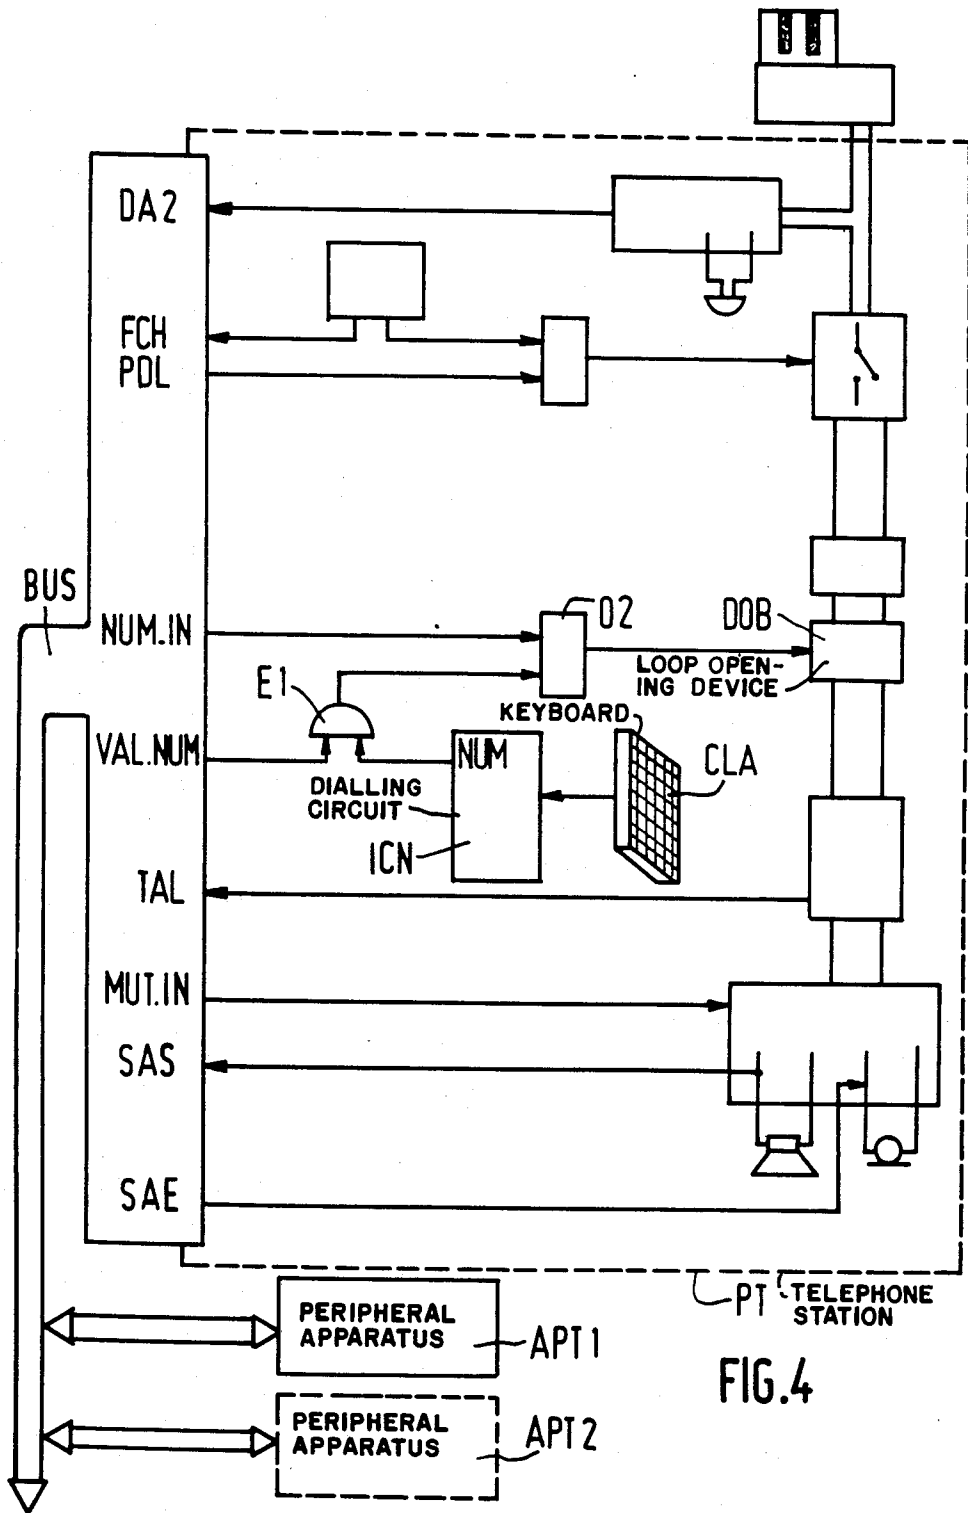 DA2
FCH
PDL
BUS
NUM.IN
O2
DOB
LOOP OPEN-
ING DEVICE
E1
KEYBOARD
VAL.NUM
NUM
CLA
DIALLING
CIRCUIT
ICN
TAL
MUT.IN
SAS
SAE
PT
TELEPHONE
STATION
PERIPHERAL
APPARATUS
APT1
FIG.4
PERIPHERAL
APPARATUS
APT2